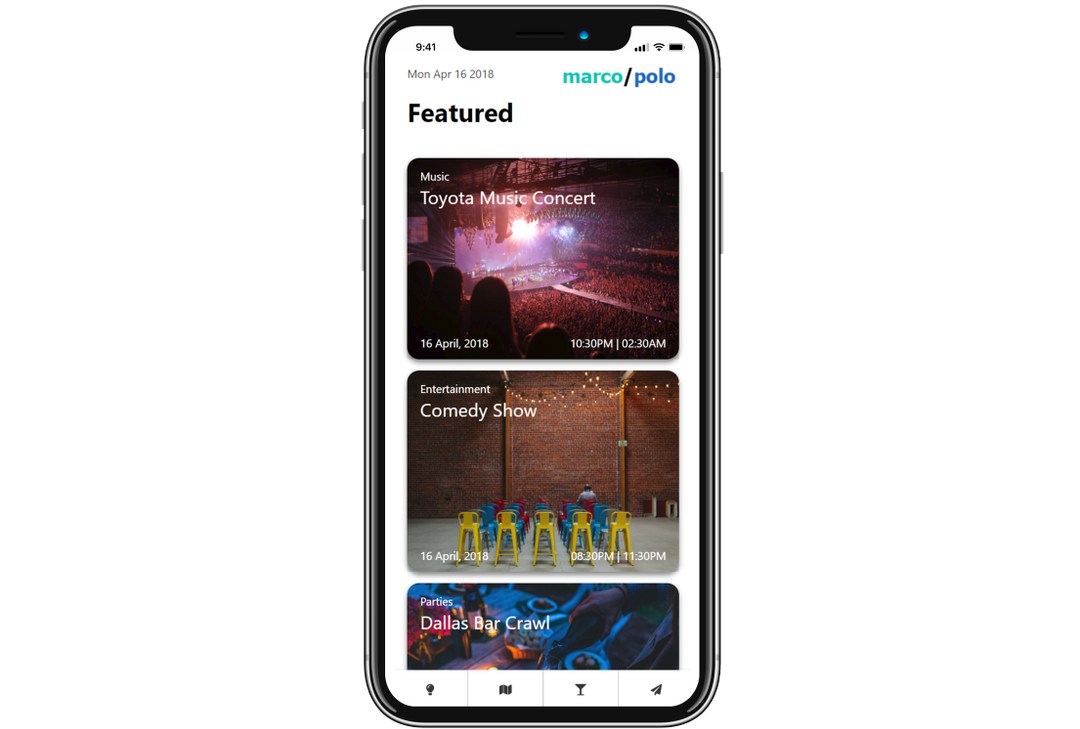 9:41
Mon Apr 16 2018
marco/polo
Featured
Music
Toyota Music Concert
16 April, 2018
10:30PM | 02:30AM
Entertainment
Comedy Show
16 April, 2018
08:30PM | 11:30PM
Parties
Dallas Bar Crawl